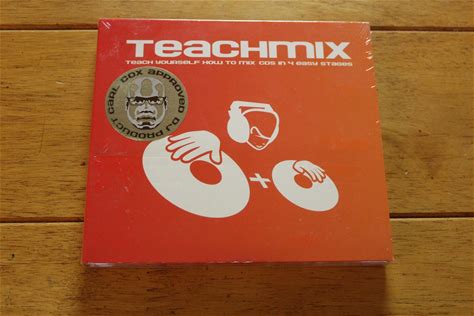 TEACHMIX
TEACH YOURSELF HOW TO MIX CDS IN 4 EASY STAGES
CARL COX APPROVED DJ PRODUCT
+